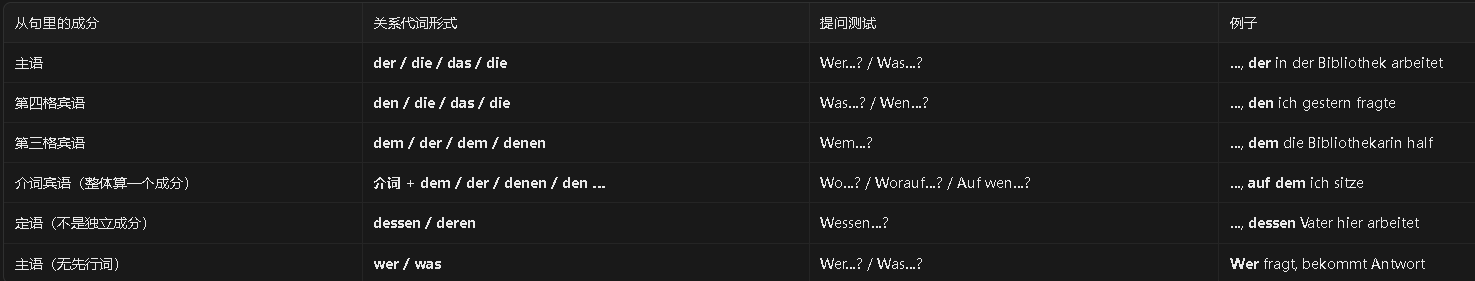 从句里的成分 关系代词形式 提问测试 例子
主语 der / die / das / die Wer...? / Was...? ..., der in der Bibliothek arbeitet
第四格宾语 den / die / das / die Was...? / Wen...? ..., den ich gestern fragte
第三格宾语 dem / der / dem / denen Wem...? ..., dem die Bibliothekarin half
介词宾语（整体算一个成分） 介词 + dem / der / denen / den ... Wo...? / Worauf...? / Auf wen...? ..., auf dem ich sitze
定语（不是独立成分） dessen / deren Wessen...? ..., dessen Vater hier arbeitet
主语（无先行词） wer / was Wer...? / Was...? Wer fragt, bekommt Antwort